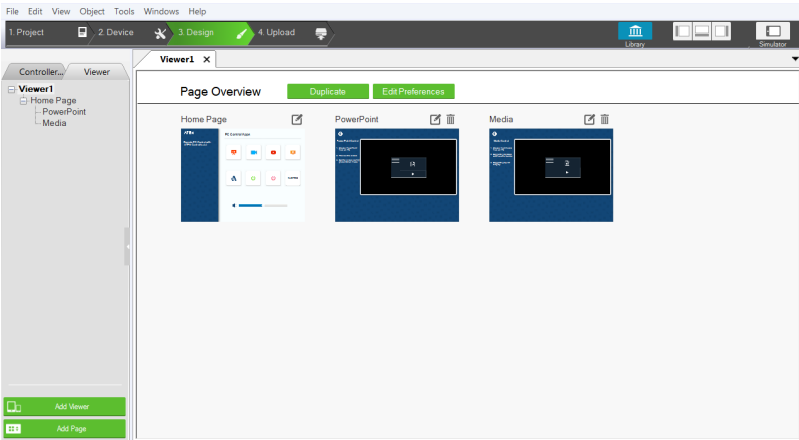 File Edit View Object Tools Windows Help
1. Project 2. Device 3. Design 4. Upload
Library Simulator
Controller... Viewer
Viewer1
Viewer1
Home Page
PowerPoint
Media
Page Overview Duplicate Edit Preferences
Home Page PowerPoint Media
Add Viewer
Add Page